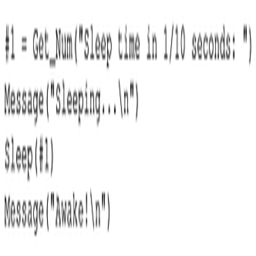 #1 = Get_Num("Sleep time in 1/10 seconds: ")
Message("Sleeping...\n")
Sleep(#1)
Message("Awake!\n")